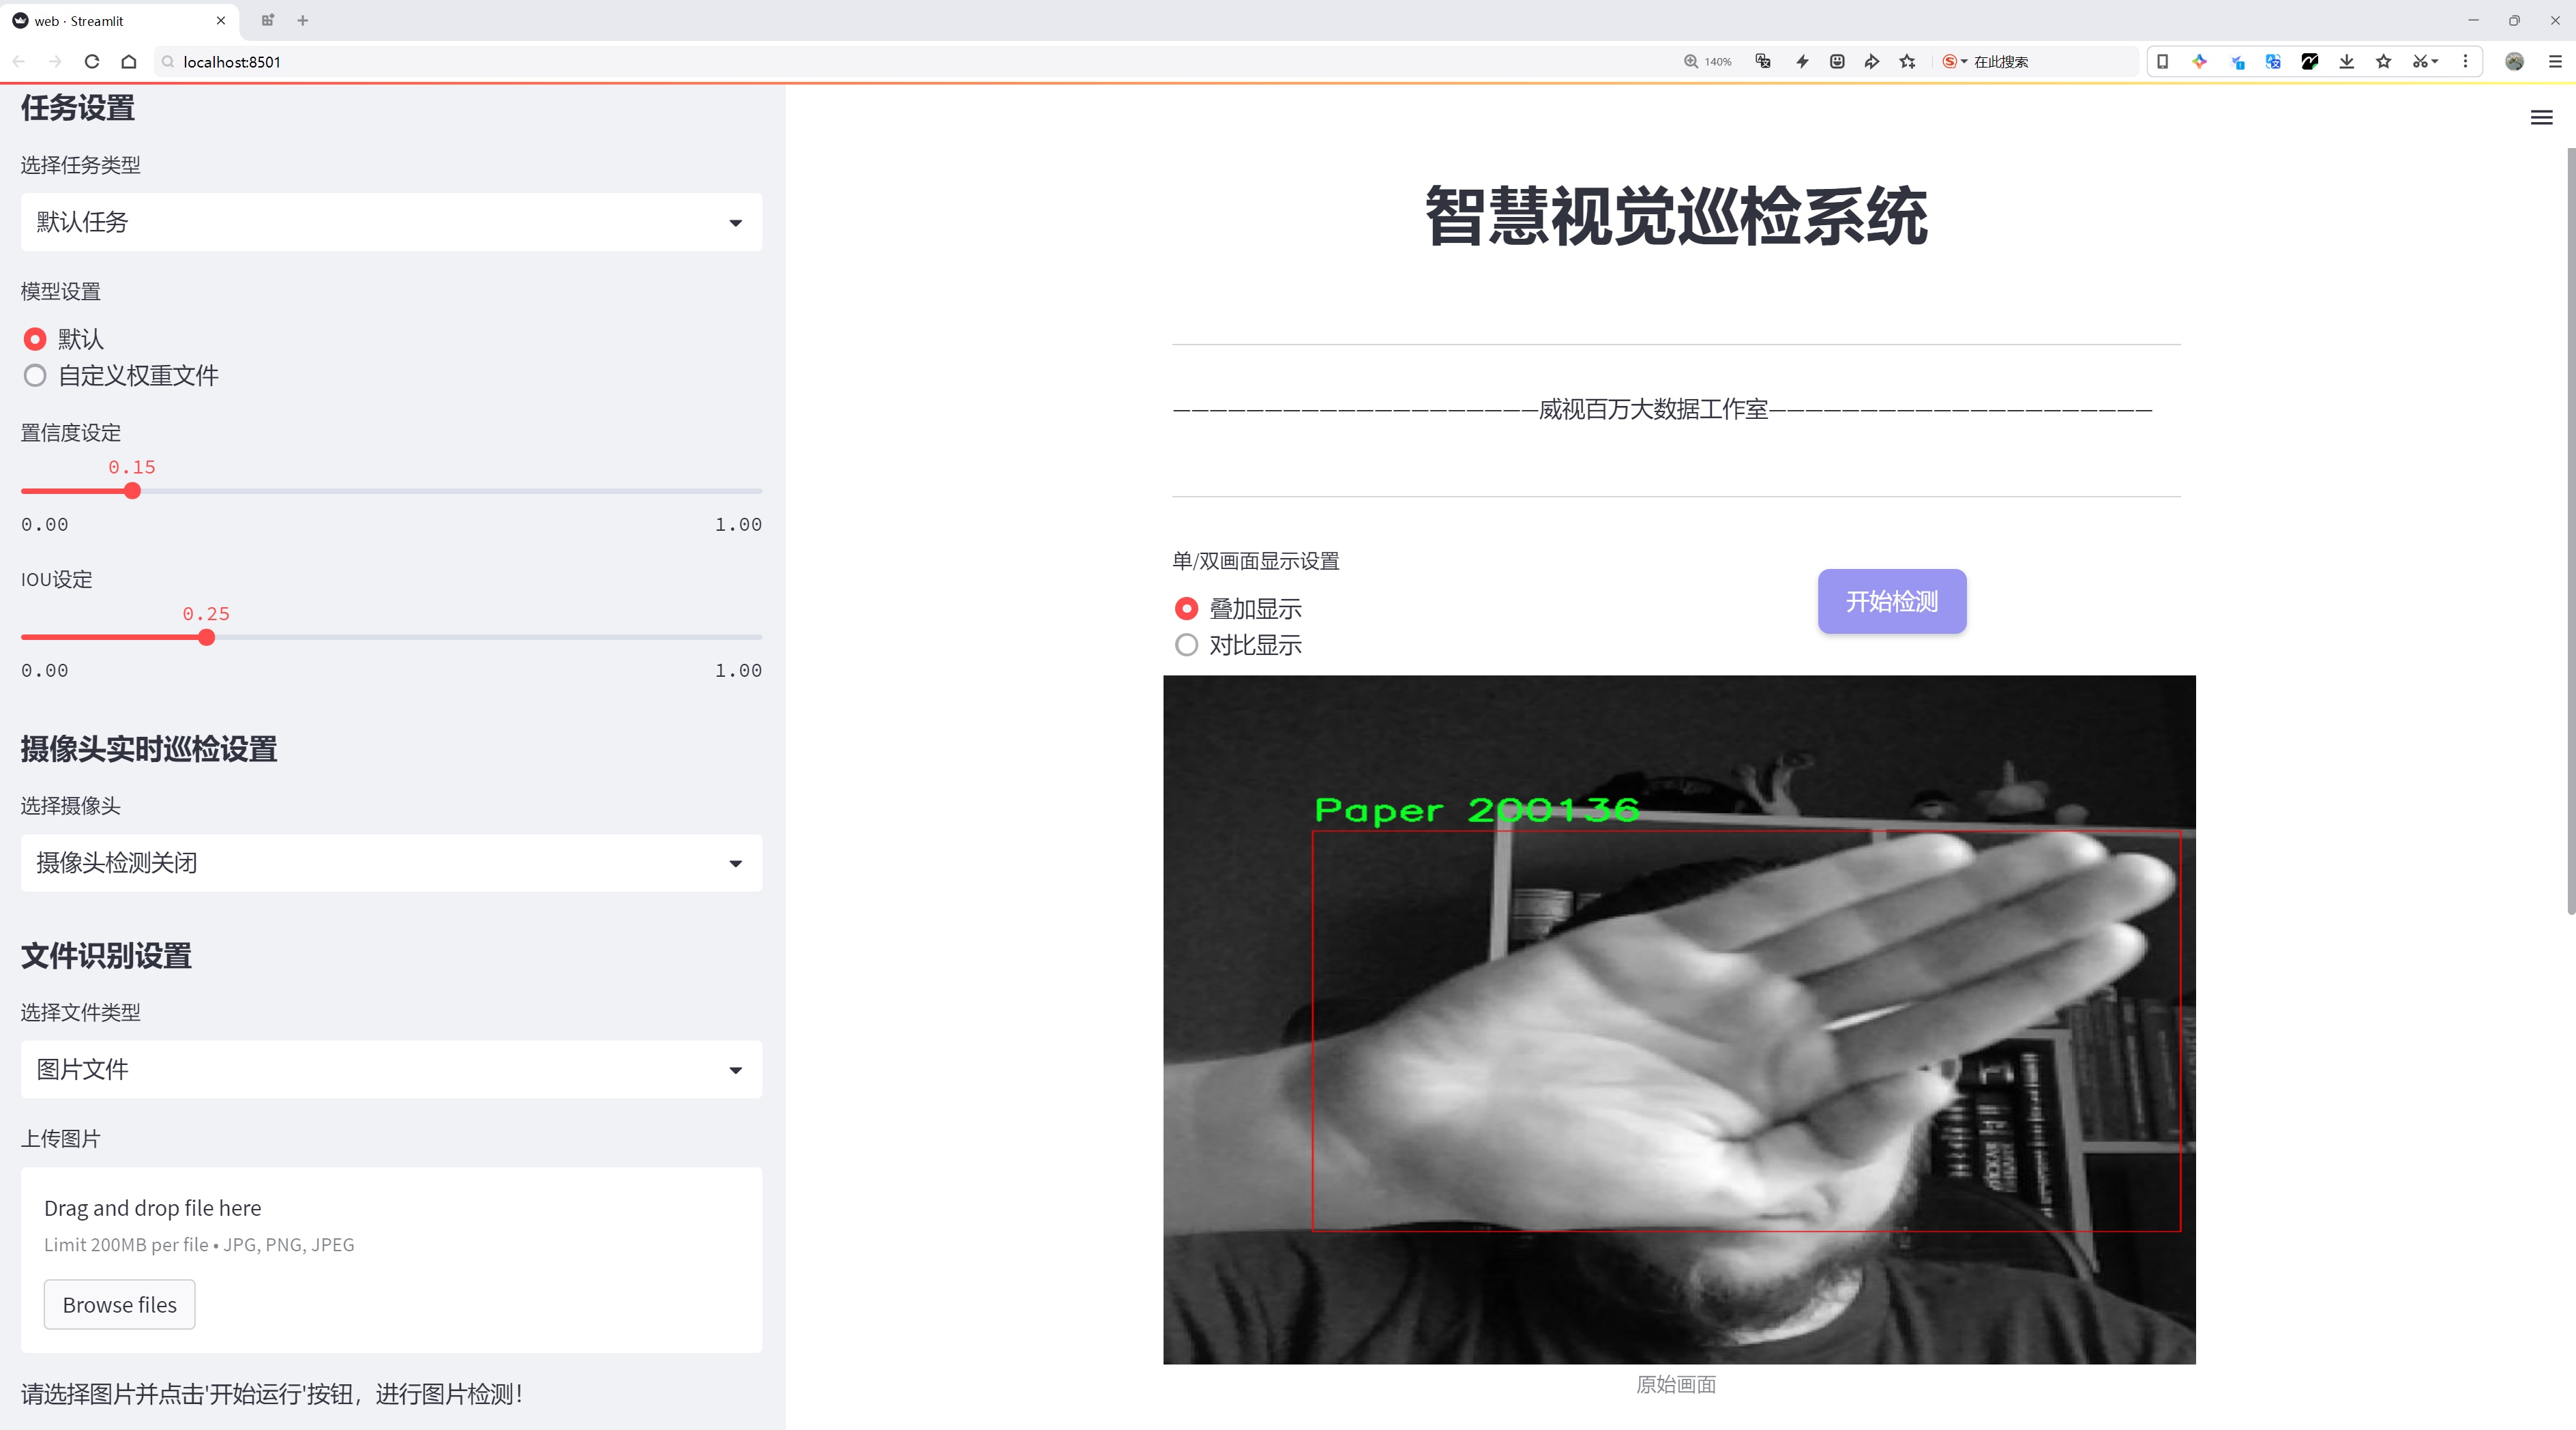 web · Streamlit
localhost:8501
140%
在此搜索
任务设置
选择任务类型
默认任务
模型设置
默认
自定义权重文件
置信度设定
0.15
0.00 1.00
IOU设定
0.25
0.00 1.00
摄像头实时巡检设置
选择摄像头
摄像头检测关闭
文件识别设置
选择文件类型
图片文件
上传图片
Drag and drop file here
Limit 200MB per file • JPG, PNG, JPEG
Browse files
请选择图片并点击'开始运行'按钮，进行图片检测！
智慧视觉巡检系统
—————————————————————威视百万大数据工作室——————————————————————
单/双画面显示设置
叠加显示
对比显示
开始检测
Paper 200136
原始画面